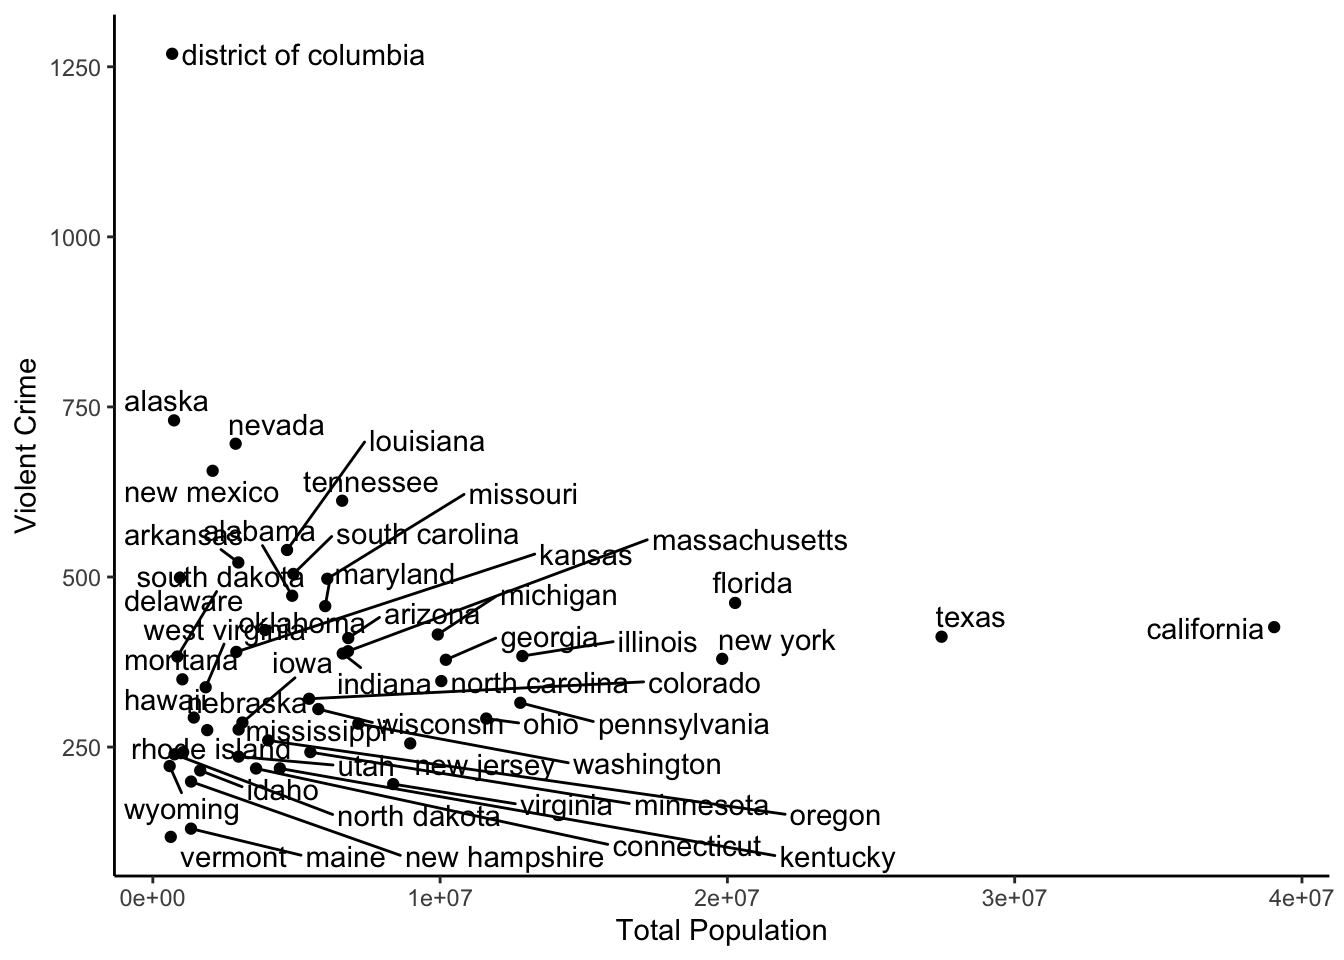 district of columbia
1250
1000
Violent Crime
alaska
750
nevada
louisiana
tennessee
new mexico
missouri
arkansas
alabama
south carolina
massachusetts
kansas
500
south dakota
maryland
florida
delaware
michigan
arizona
texas
oklahoma
west virginia
california
georgia
illinois
new york
montana
iowa
indiana
north carolina
colorado
hawaii
nebraska
wisconsin
ohio
pennsylvania
mississippi
250
rhode island
utah
new jersey
washington
idaho
wyoming
virginia
minnesota
oregon
north dakota
connecticut
vermont
maine
new hampshire
kentucky
0e+00
1e+07
2e+07
3e+07
4e+07
Total Population